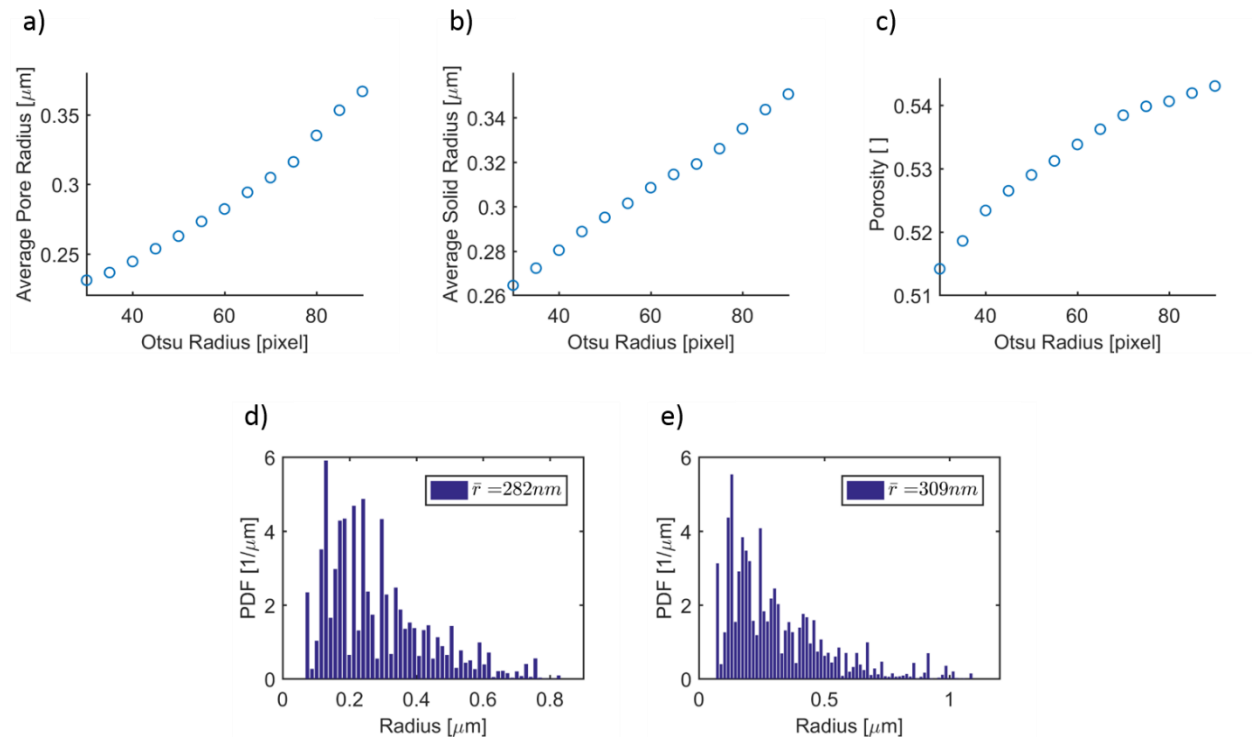 a)
Average Pore Radius [μm]
0.35
0.3
0.25
40 60 80
Otsu Radius [pixel]
b)
Average Solid Radius [μm]
0.34
0.32
0.3
0.28
0.26
40 60 80
Otsu Radius [pixel]
c)
Porosity [ ]
0.54
0.53
0.52
0.51
40 60 80
Otsu Radius [pixel]
d)
PDF [1/μm]
6
4
2
0
r̄ =282nm
0 0.2 0.4 0.6 0.8
Radius [μm]
e)
PDF [1/μm]
6
4
2
0
r̄ =309nm
0 0.5 1
Radius [μm]